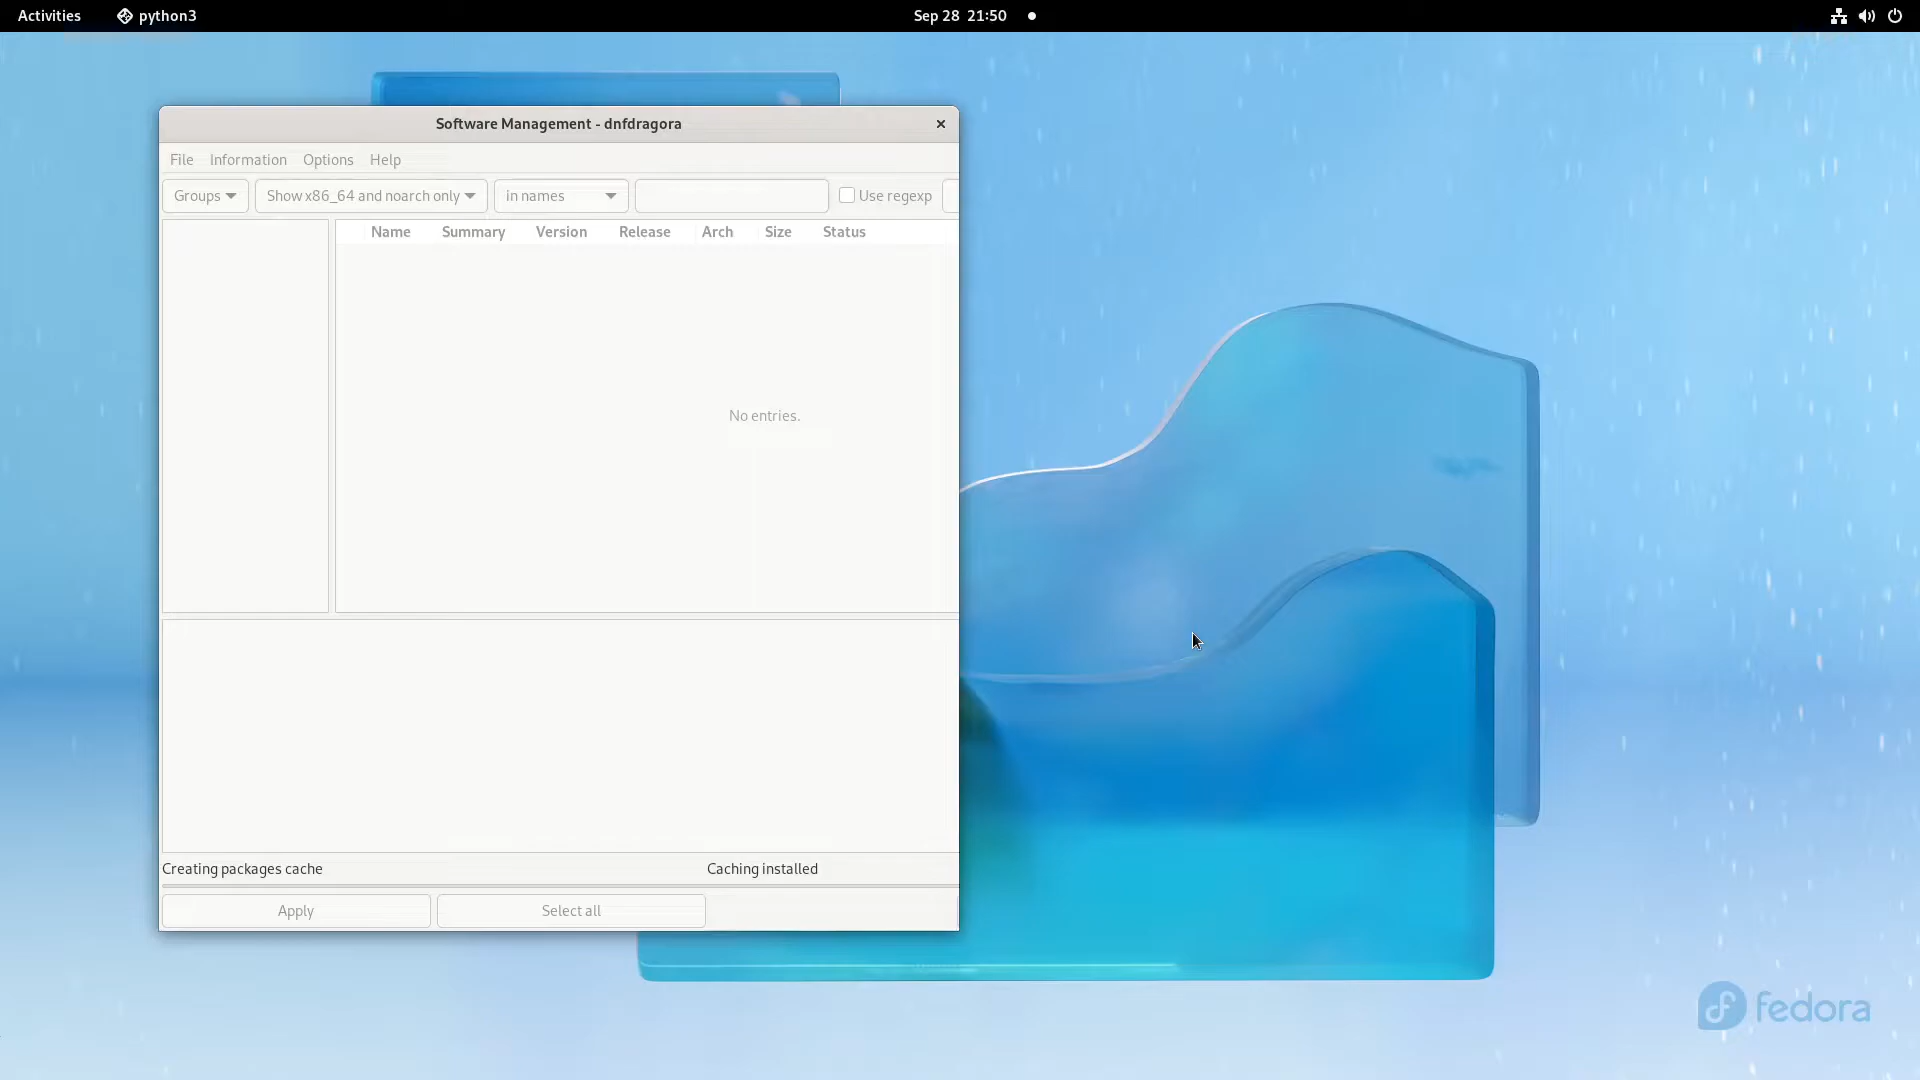 Activities python3 Sep 28 21:50
Software Management - dnfdragora
File Information Options Help
Groups Show x86_64 and noarch only in names Use regexp
Name Summary Version Release Arch Size Status
No entries.
Creating packages cache Caching installed
Apply Select all
fedora